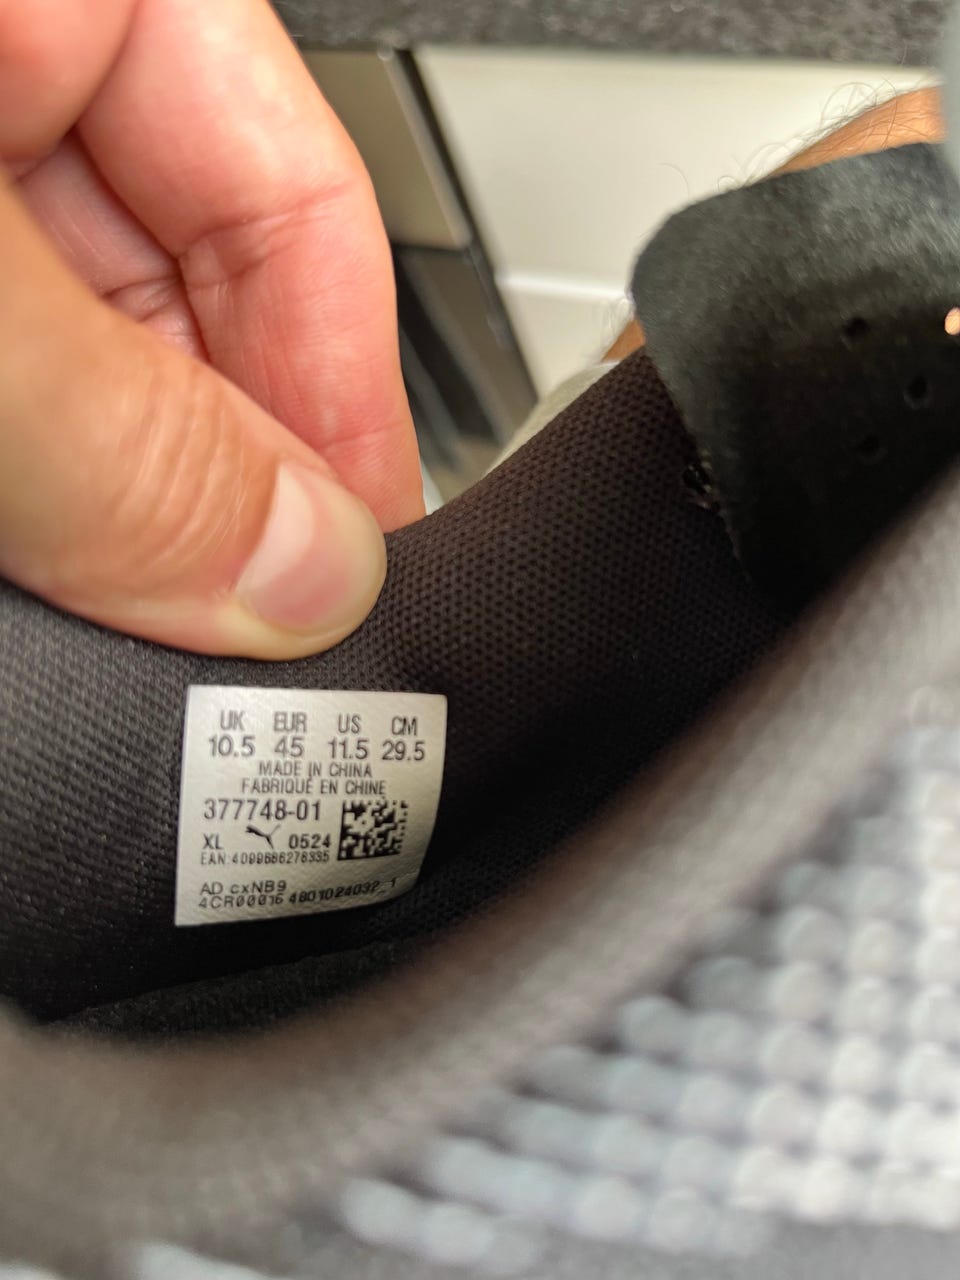 UK EUR US CM
10.5 45 11.5 29.5
MADE IN CHINA
FABRIQUÉ EN CHINE
377748-01
XL 0524
EAN:4099686278335
AD cxNB9
4CR00016 4801024032_1